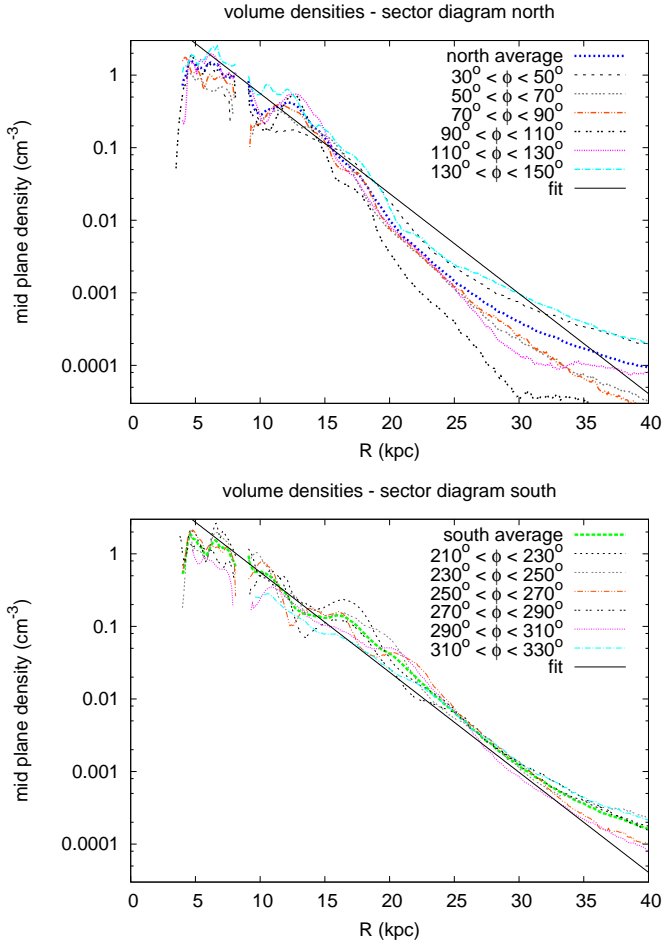 volume densities - sector diagram north
mid plane density (cm⁻³)
1
0.1
0.01
0.001
0.0001
north average
30° < ϕ < 50°
50° < ϕ < 70°
70° < ϕ < 90°
90° < ϕ < 110°
110° < ϕ < 130°
130° < ϕ < 150°
fit
0 5 10 15 20 25 30 35 40
R (kpc)
volume densities - sector diagram south
mid plane density (cm⁻³)
1
0.1
0.01
0.001
0.0001
south average
210° < ϕ < 230°
230° < ϕ < 250°
250° < ϕ < 270°
270° < ϕ < 290°
290° < ϕ < 310°
310° < ϕ < 330°
fit
0 5 10 15 20 25 30 35 40
R (kpc)